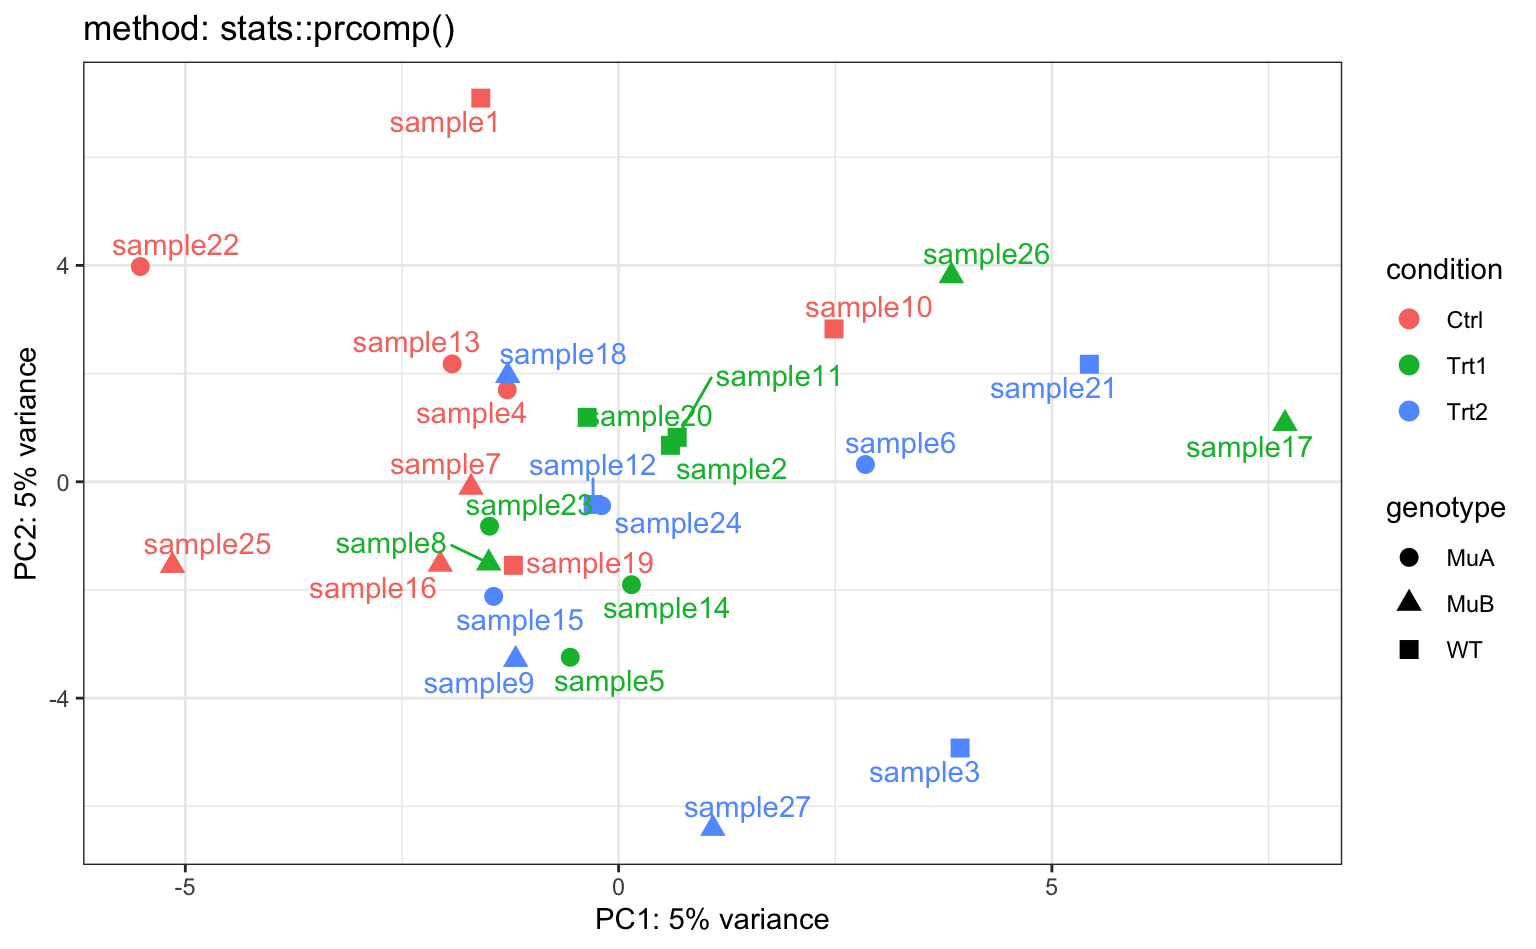 method: stats::prcomp()
sample1
sample22
sample26
sample10
sample13
sample18
sample11
sample21
sample4
sample20
sample6
sample17
sample7
sample12
sample2
sample23
sample24
sample25
sample8
sample19
sample16
sample14
sample15
sample9
sample5
sample3
sample27
4
0
-4
-5
0
5
PC1: 5% variance
PC2: 5% variance
condition
Ctrl
Trt1
Trt2
genotype
MuA
MuB
WT